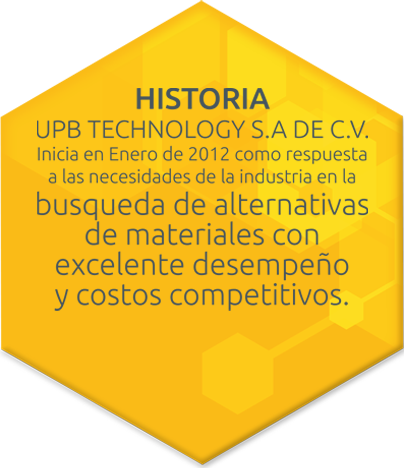 HISTORIA
UPB TECHNOLOGY S.A DE C.V.
Inicia en Enero de 2012 como respuesta
a las necesidades de la industria en la
busqueda de alternativas
de materiales con
excelente desempeño
y costos competitivos.